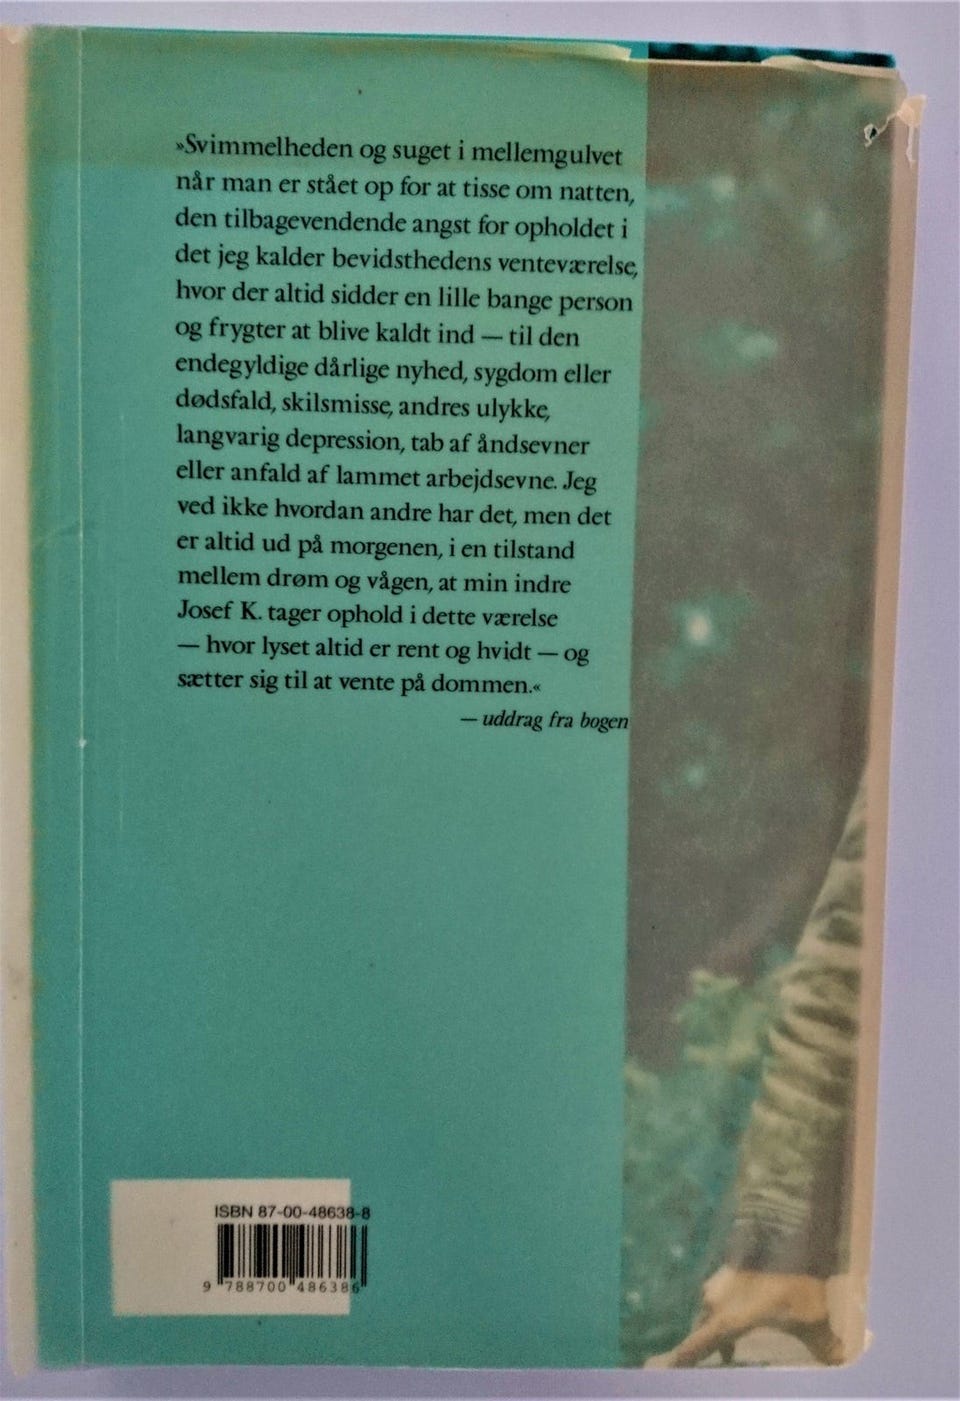 »Svimmelheden og suget i mellemgulvet
når man er stået op for at tisse om natten,
den tilbagevendende angst for opholdet i
det jeg kalder bevidsthedens venteværelse,
hvor der altid sidder en lille bange person
og frygter at blive kaldt ind — til den
endegyldige dårlige nyhed, sygdom eller
dødsfald, skilsmisse, andres ulykke,
langvarig depression, tab af åndsevner
eller anfald af lammet arbejdsevne. Jeg
ved ikke hvordan andre har det, men det
er altid ud på morgenen, i en tilstand
mellem drøm og vågen, at min indre
Josef K. tager ophold i dette værelse
— hvor lyset altid er rent og hvidt — og
sætter sig til at vente på dommen.«
— uddrag fra bogen
ISBN 87-00-48638-8
9 788700 486386